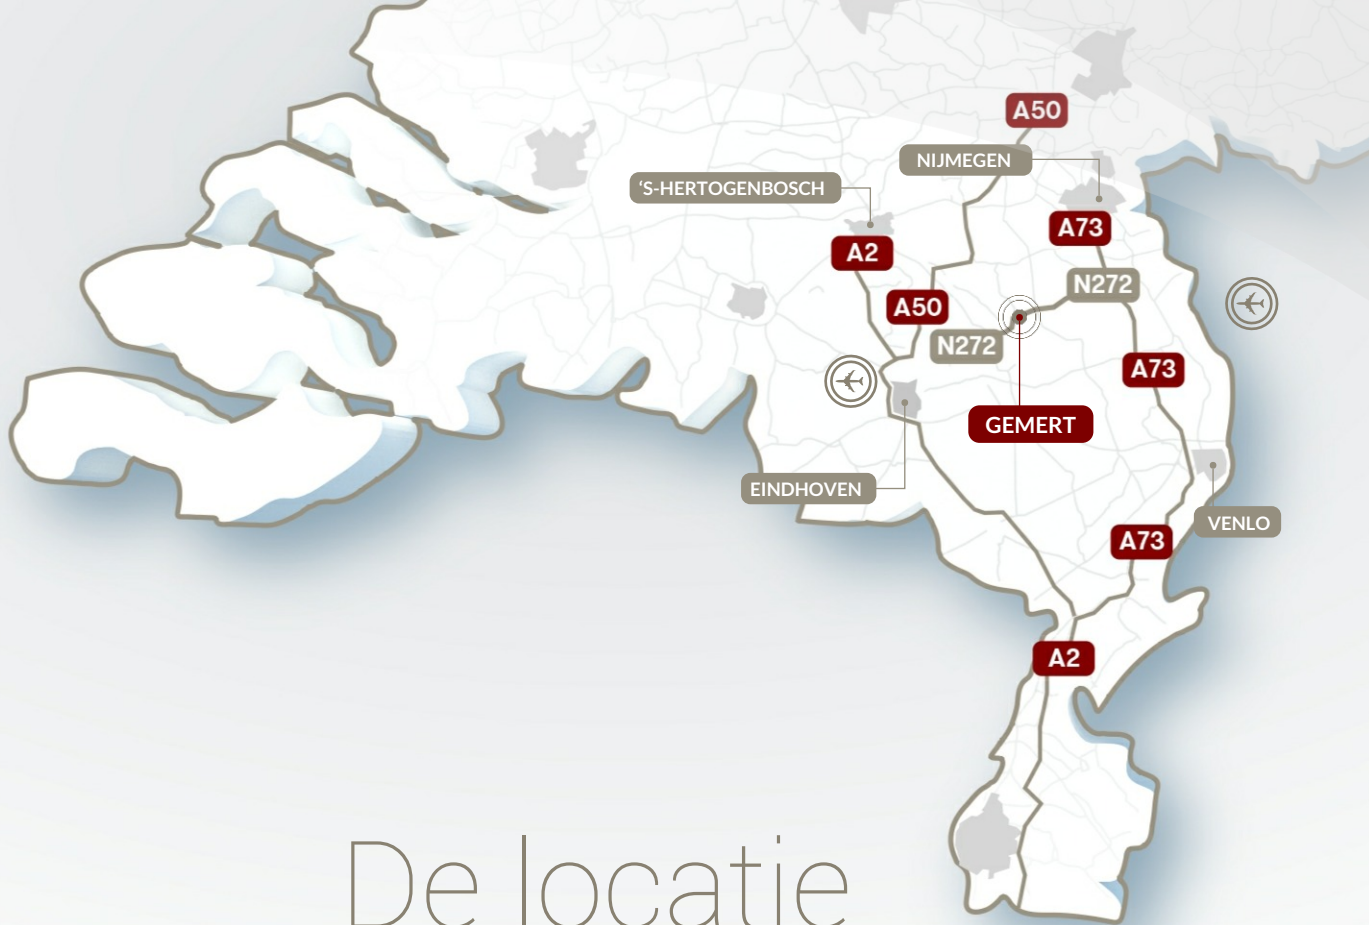 A50
NIJMEGEN
‘S-HERTOGENBOSCH
A73
A2
N272
A50
N272
A73
GEMERT
EINDHOVEN
VENLO
A73
A2
De locatie